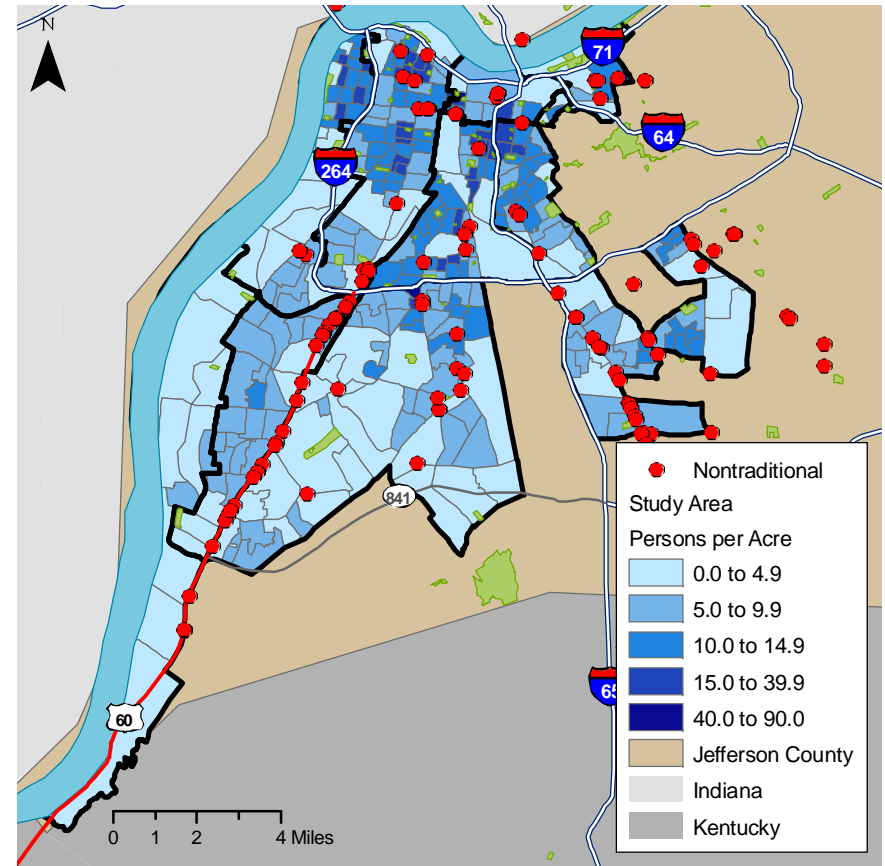 N
71
64
264
841
Nontraditional
Study Area
Persons per Acre
0.0 to 4.9
5.0 to 9.9
10.0 to 14.9
15.0 to 39.9
40.0 to 90.0
Jefferson County
Indiana
Kentucky
65
60
0 1 2 4 Miles